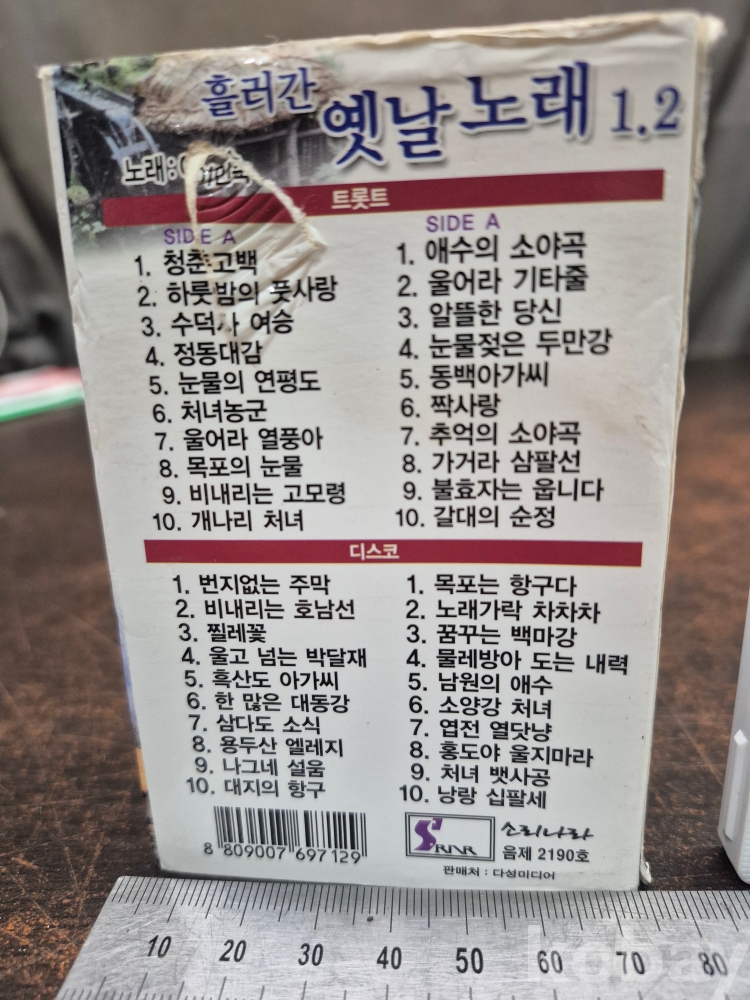 흘러간 옛날 노래 1.2
노래:
트롯트
SIDE A
1. 청춘고백
2. 하룻밤의 풋사랑
3. 수덕사 여승
4. 정동대감
5. 눈물의 연평도
6. 처녀농군
7. 울어라 열풍아
8. 목포의 눈물
9. 비내리는 고모령
10. 개나리 처녀
SIDE A
1. 애수의 소야곡
2. 울어라 기타줄
3. 알뜰한 당신
4. 눈물젖은 두만강
5. 동백아가씨
6. 짝사랑
7. 추억의 소야곡
8. 가거라 삼팔선
9. 불효자는 웁니다
10. 갈대의 순정
디스코
1. 번지없는 주막
2. 비내리는 호남선
3. 찔레꽃
4. 울고 넘는 박달재
5. 흑산도 아가씨
6. 한 많은 대동강
7. 삼다도 소식
8. 용두산 엘레지
9. 나그네 설움
10. 대지의 항구
1. 목포는 항구다
2. 노래가락 차차차
3. 꿈꾸는 백마강
4. 물레방아 도는 내력
5. 남원의 애수
6. 소양강 처녀
7. 엽전 열닷냥
8. 홍도야 울지마라
9. 처녀 뱃사공
10. 낭랑 십팔세
8 809007 697129
소리나라
음제 2190호
판매처 : 다성미디어
10 20 30 40 50 60 70 80
kobay